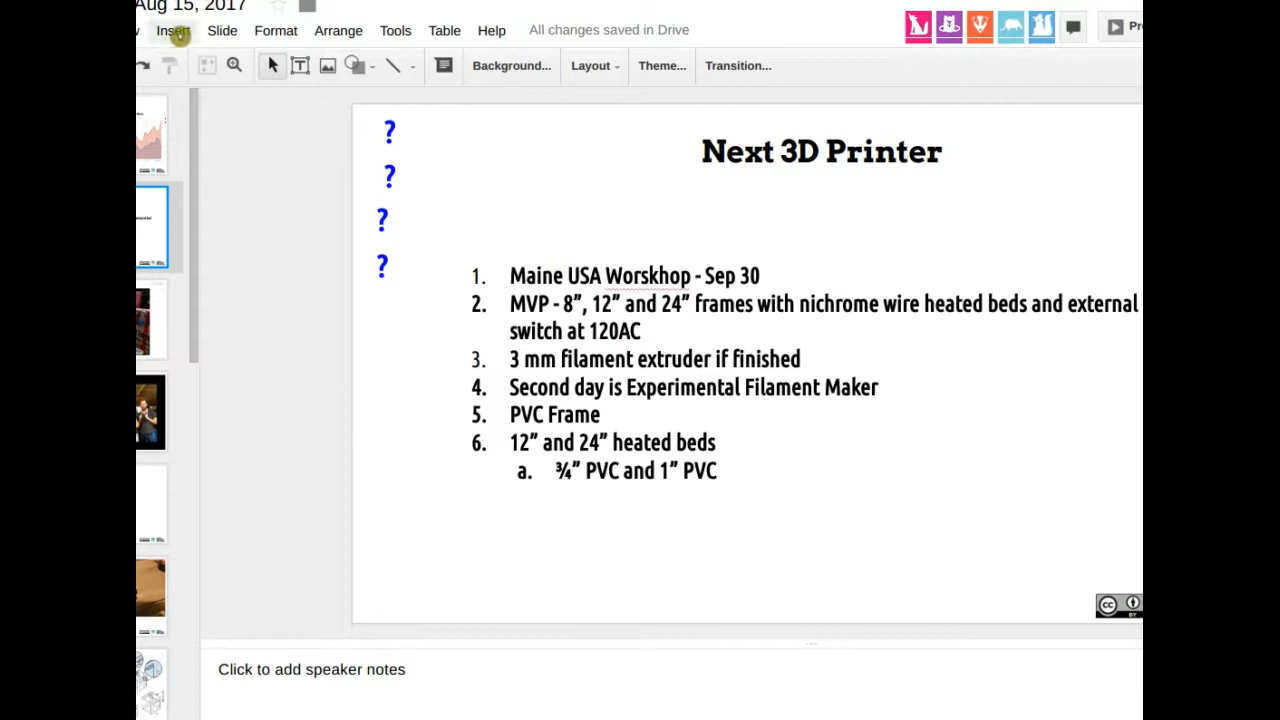 Aug 15, 2017
Insert Slide Format Arrange Tools Table Help All changes saved in Drive
Background... Layout Theme... Transition...
?
?
?
?
Next 3D Printer
1. Maine USA Worskhop - Sep 30
2. MVP - 8”, 12” and 24” frames with nichrome wire heated beds and external
switch at 120AC
3. 3 mm filament extruder if finished
4. Second day is Experimental Filament Maker
5. PVC Frame
6. 12” and 24” heated beds
a. ¾” PVC and 1” PVC
CC
BY
Click to add speaker notes